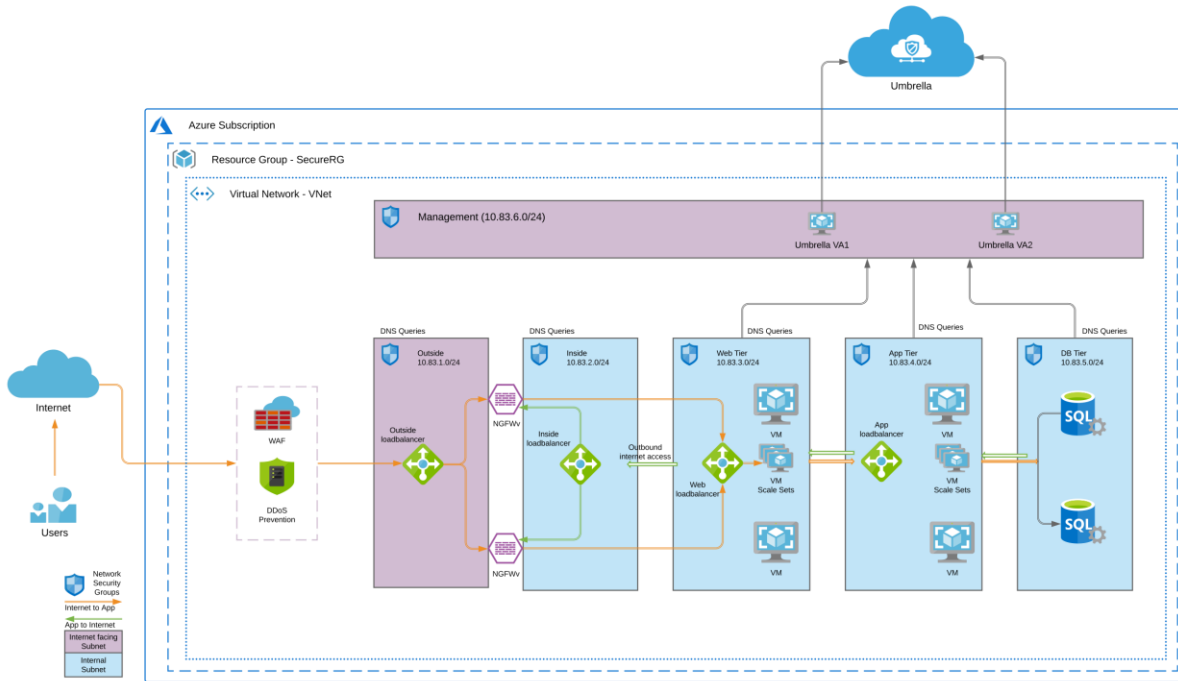 Umbrella
Azure Subscription
Resource Group - SecureRG
Virtual Network - VNet
Management (10.83.6.0/24)
Umbrella VA1
Umbrella VA2
DNS Queries
DNS Queries
DNS Queries
DNS Queries
DNS Queries
Outside
10.83.1.0/24
Inside
10.83.2.0/24
Web Tier
10.83.3.0/24
App Tier
10.83.4.0/24
DB Tier
10.83.5.0/24
Internet
Users
WAF
DDoS
Prevention
Outside
loadbalancer
NGFWv
NGFWv
Inside
loadbalancer
Outbound
internet access
Web
loadbalancer
VM
VM
Scale Sets
VM
App
loadbalancer
VM
VM
Scale Sets
VM
SQL
SQL
Network
Security
Groups
Internet to App
App to Internet
Internet facing
Subnet
Internal
Subnet